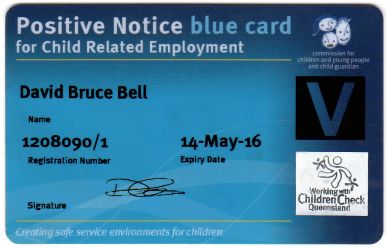 Positive Notice blue card
for Child Related Employment
commission for
children and young people
and child guardian
David Bruce Bell
Name
1208090/1
14-May-16
Registration Number
Expiry Date
V
Signature
Working with
Children Check
Queensland
Creating safe service environments for children